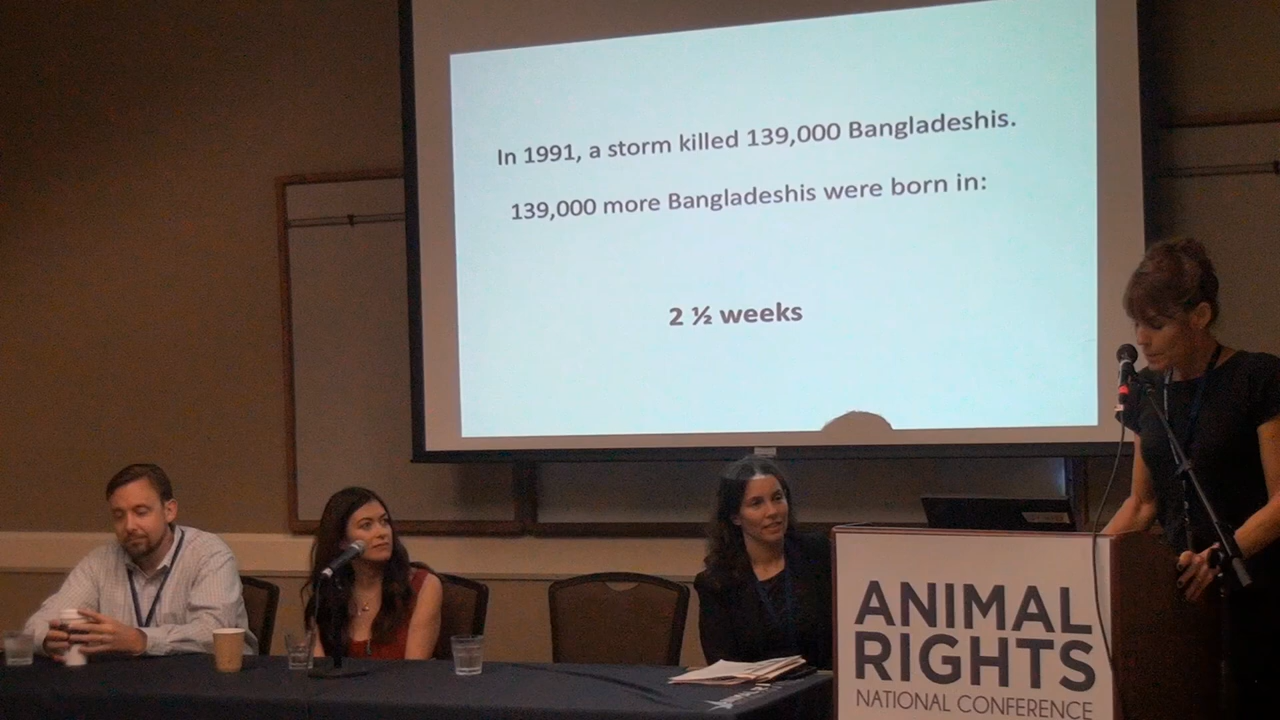 In 1991, a storm killed 139,000 Bangladeshis.
139,000 more Bangladeshis were born in:
2 ½ weeks
ANIMAL
RIGHTS
NATIONAL CONFERENCE